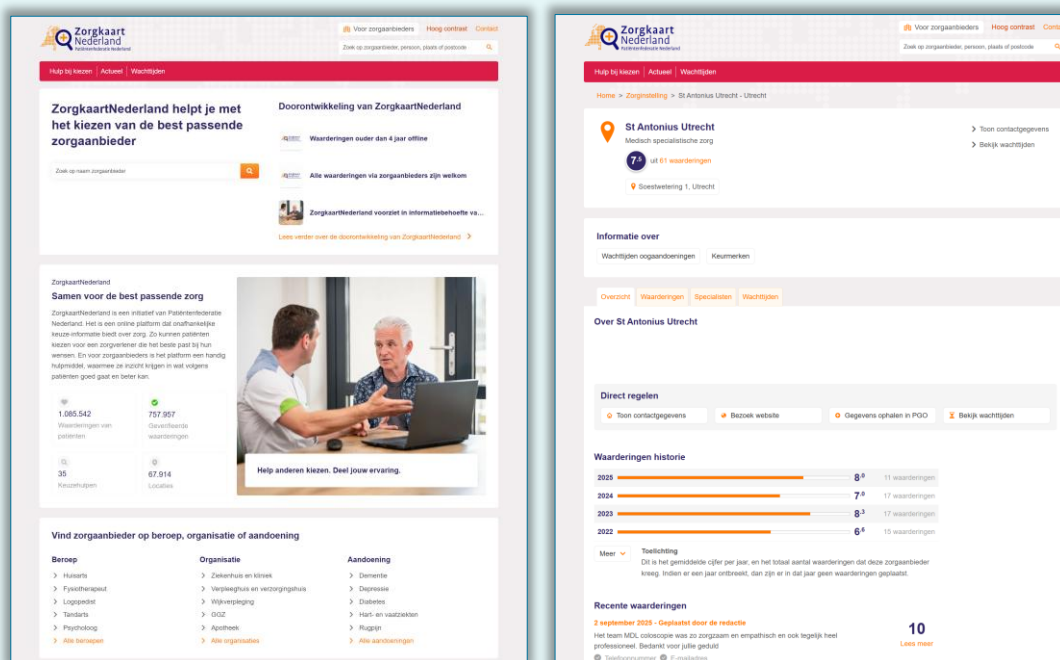 Zorgkaart
Nederland
Patiëntenfederatie Nederland
Voor zorgaanbieders Hoog contrast Contact
Zoek op zorgaanbieder, persoon, plaats of postcode
Hulp bij kiezen Actueel Wachttijden
ZorgkaartNederland helpt je met
het kiezen van de best passende
zorgaanbieder
Zoek op naam zorgaanbieder
Doorontwikkeling van ZorgkaartNederland
Waarderingen ouder dan 4 jaar offline
Alle waarderingen via zorgaanbieders zijn welkom
ZorgkaartNederland voorziet in informatiebehoefte va...
Lees verder over de doorontwikkeling van ZorgkaartNederland
ZorgkaartNederland
Samen voor de best passende zorg
ZorgkaartNederland is een initiatief van Patiëntenfederatie
Nederland. Het is een online platform dat onafhankelijke
keuze-informatie biedt over zorg. Zo kunnen patiënten
kiezen voor een zorgverlener die het beste past bij hun
wensen. En voor zorgaanbieders is het platform een handig
hulpmiddel, waarmee ze inzicht krijgen in wat volgens
patiënten goed gaat en beter kan.
1.085.542
Waarderingen van
patiënten
757.957
Geverifieerde
waarderingen
35
Keuzehulpen
67.914
Locaties
Help anderen kiezen. Deel jouw ervaring.
Vind zorgaanbieder op beroep, organisatie of aandoening
Beroep
Huisarts
Fysiotherapeut
Logopedist
Tandarts
Psycholoog
Alle beroepen
Organisatie
Ziekenhuis en kliniek
Verpleeghuis en verzorgingshuis
Wijkverpleging
GGZ
Apotheek
Alle organisaties
Aandoening
Dementie
Depressie
Diabetes
Hart- en vaatziekten
Rugpijn
Alle aandoeningen
Zorgkaart
Nederland
Patiëntenfederatie Nederland
Voor zorgaanbieders Hoog contrast Conta
Zoek op zorgaanbieder, persoon, plaats of postcode
Hulp bij kiezen Actueel Wachttijden
Home > Zorginstelling > St Antonius Utrecht - Utrecht
St Antonius Utrecht
Medisch specialistische zorg
7,5 uit 61 waarderingen
Soestwetering 1, Utrecht
Toon contactgegevens
Bekijk wachttijden
Informatie over
Wachttijden oogaandoeningen Keurmerken
Overzicht Waarderingen Specialisten Wachttijden
Over St Antonius Utrecht
Direct regelen
Toon contactgegevens Bezoek website Gegevens ophalen in PGO Bekijk wachttijden
Waarderingen historie
2025 8,0 11 waarderingen
2024 7,0 17 waarderingen
2023 8,3 17 waarderingen
2022 6,6 15 waarderingen
Meer
Toelichting
Dit is het gemiddelde cijfer per jaar, en het totaal aantal waarderingen dat deze zorgaanbieder
kreeg. Indien er een jaar ontbreekt, dan zijn er in dat jaar geen waarderingen geplaatst.
Recente waarderingen
2 september 2025 - Geplaatst door de redactie
Het team MDL coloscopie was zo zorgzaam en empathisch en ook tegelijk heel
professioneel. Bedankt voor jullie geduld
10
Lees meer
Telefoonnummer E-mailadres